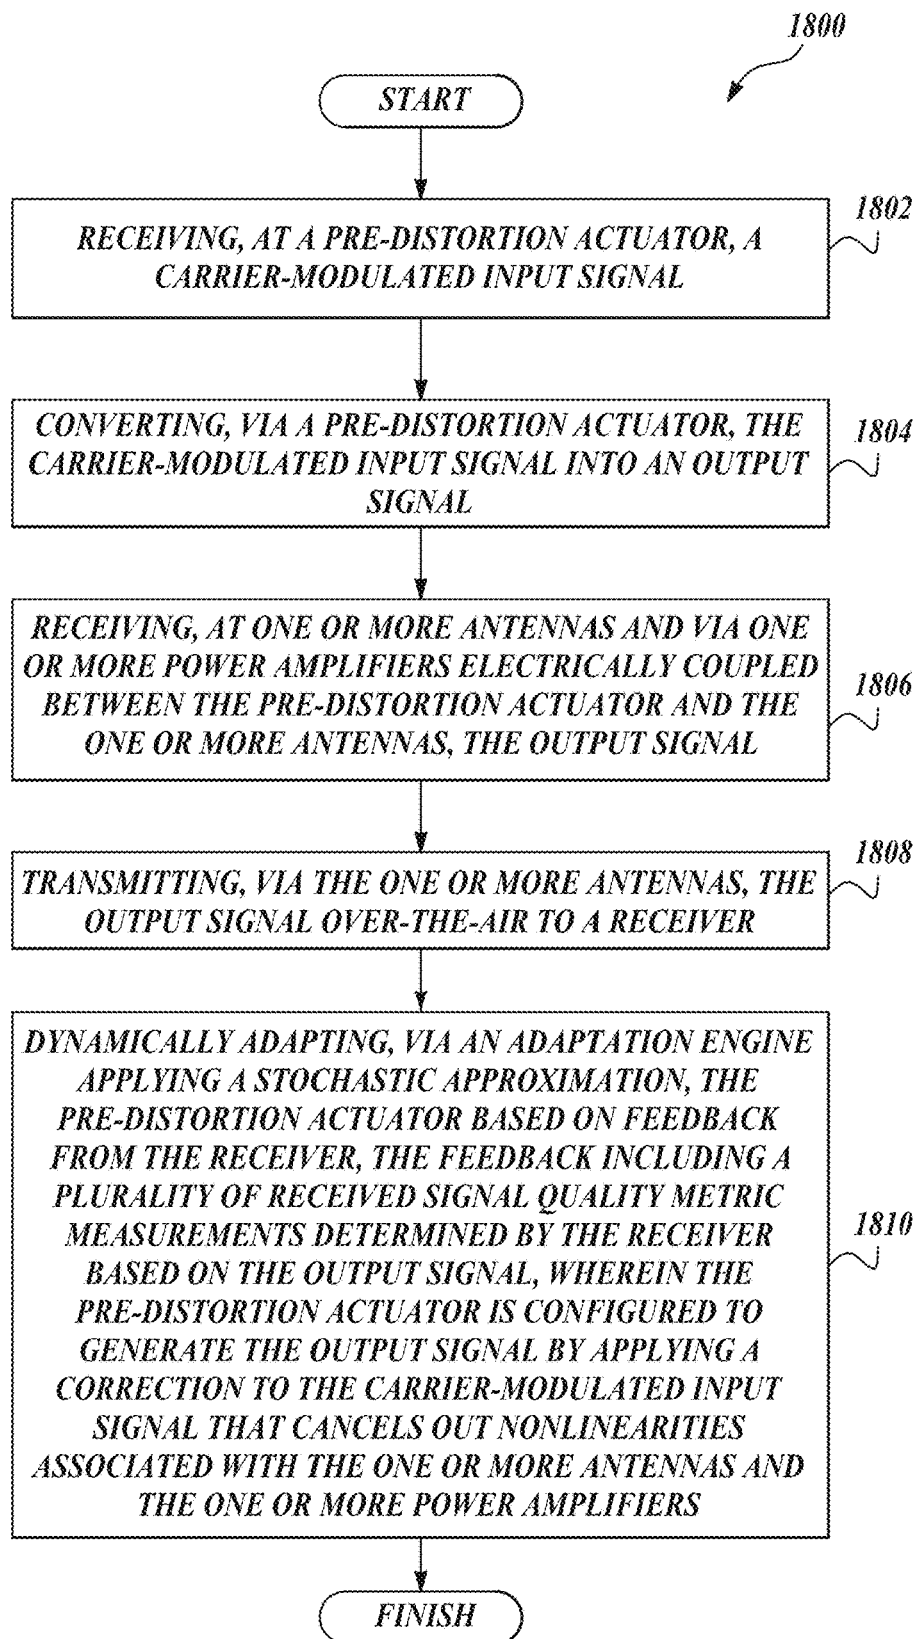 1800
START
1802
RECEIVING, AT A PRE-DISTORTION ACTUATOR, A
CARRIER-MODULATED INPUT SIGNAL
1804
CONVERTING, VIA A PRE-DISTORTION ACTUATOR, THE
CARRIER-MODULATED INPUT SIGNAL INTO AN OUTPUT
SIGNAL
1806
RECEIVING, AT ONE OR MORE ANTENNAS AND VIA ONE
OR MORE POWER AMPLIFIERS ELECTRICALLY COUPLED
BETWEEN THE PRE-DISTORTION ACTUATOR AND THE
ONE OR MORE ANTENNAS, THE OUTPUT SIGNAL
1808
TRANSMITTING, VIA THE ONE OR MORE ANTENNAS, THE
OUTPUT SIGNAL OVER-THE-AIR TO A RECEIVER
1810
DYNAMICALLY ADAPTING, VIA AN ADAPTATION ENGINE
APPLYING A STOCHASTIC APPROXIMATION, THE
PRE-DISTORTION ACTUATOR BASED ON FEEDBACK
FROM THE RECEIVER, THE FEEDBACK INCLUDING A
PLURALITY OF RECEIVED SIGNAL QUALITY METRIC
MEASUREMENTS DETERMINED BY THE RECEIVER
BASED ON THE OUTPUT SIGNAL, WHEREIN THE
PRE-DISTORTION ACTUATOR IS CONFIGURED TO
GENERATE THE OUTPUT SIGNAL BY APPLYING A
CORRECTION TO THE CARRIER-MODULATED INPUT
SIGNAL THAT CANCELS OUT NONLINEARITIES
ASSOCIATED WITH THE ONE OR MORE ANTENNAS AND
THE ONE OR MORE POWER AMPLIFIERS
FINISH